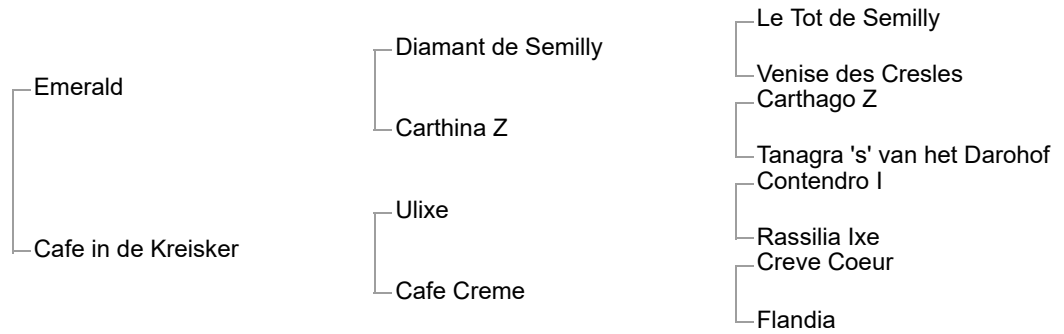 Le Tot de Semilly
Diamant de Semilly
Emerald
Venise des Cresles
Carthago Z
Carthina Z
Tanagra 's' van het Darohof
Contendro I
Ulixe
Cafe in de Kreisker
Rassilia Ixe
Creve Coeur
Cafe Creme
Flandia